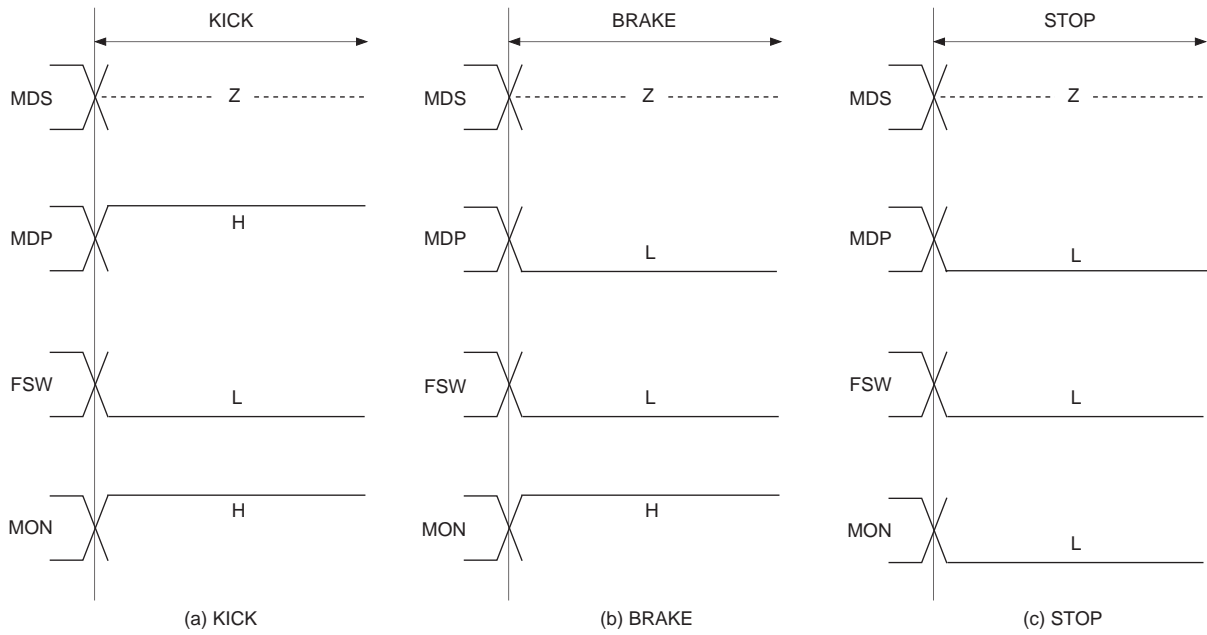 KICK
MDS
Z
MDP
H
FSW
L
MON
H
(a) KICK
BRAKE
MDS
Z
MDP
L
FSW
L
MON
H
(b) BRAKE
STOP
MDS
Z
MDP
L
FSW
L
MON
L
(c) STOP